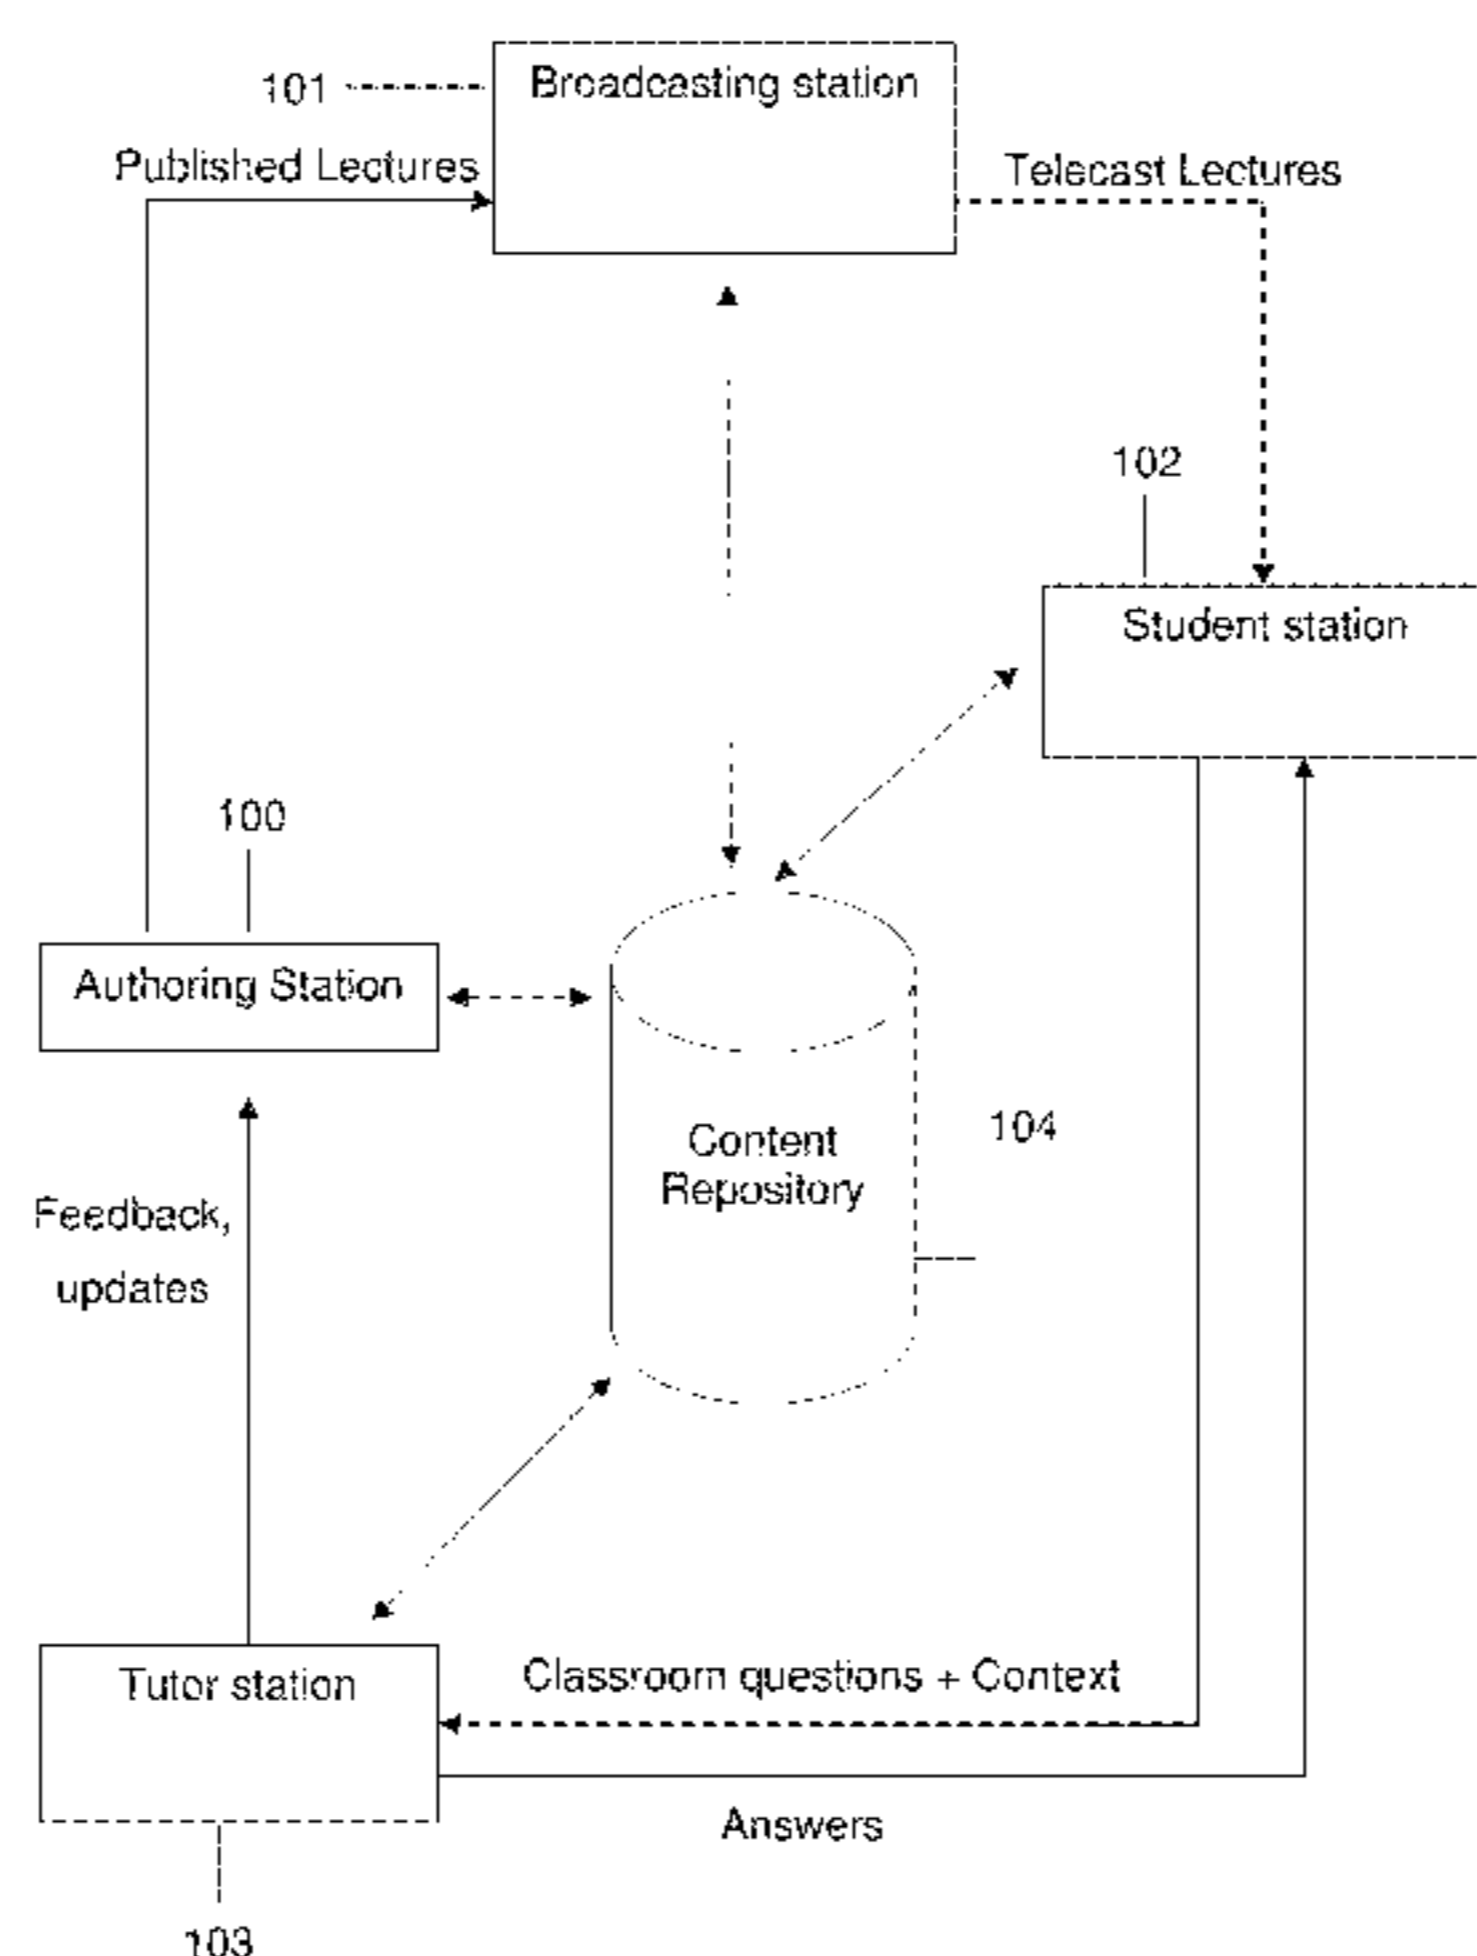 101
Broadcasting station
Published Lectures
Telecast Lectures
102
Student station
100
Authoring Station
Content
Repository
104
Feedback,
updates
Tutor station
Classroom questions + Context
Answers
103